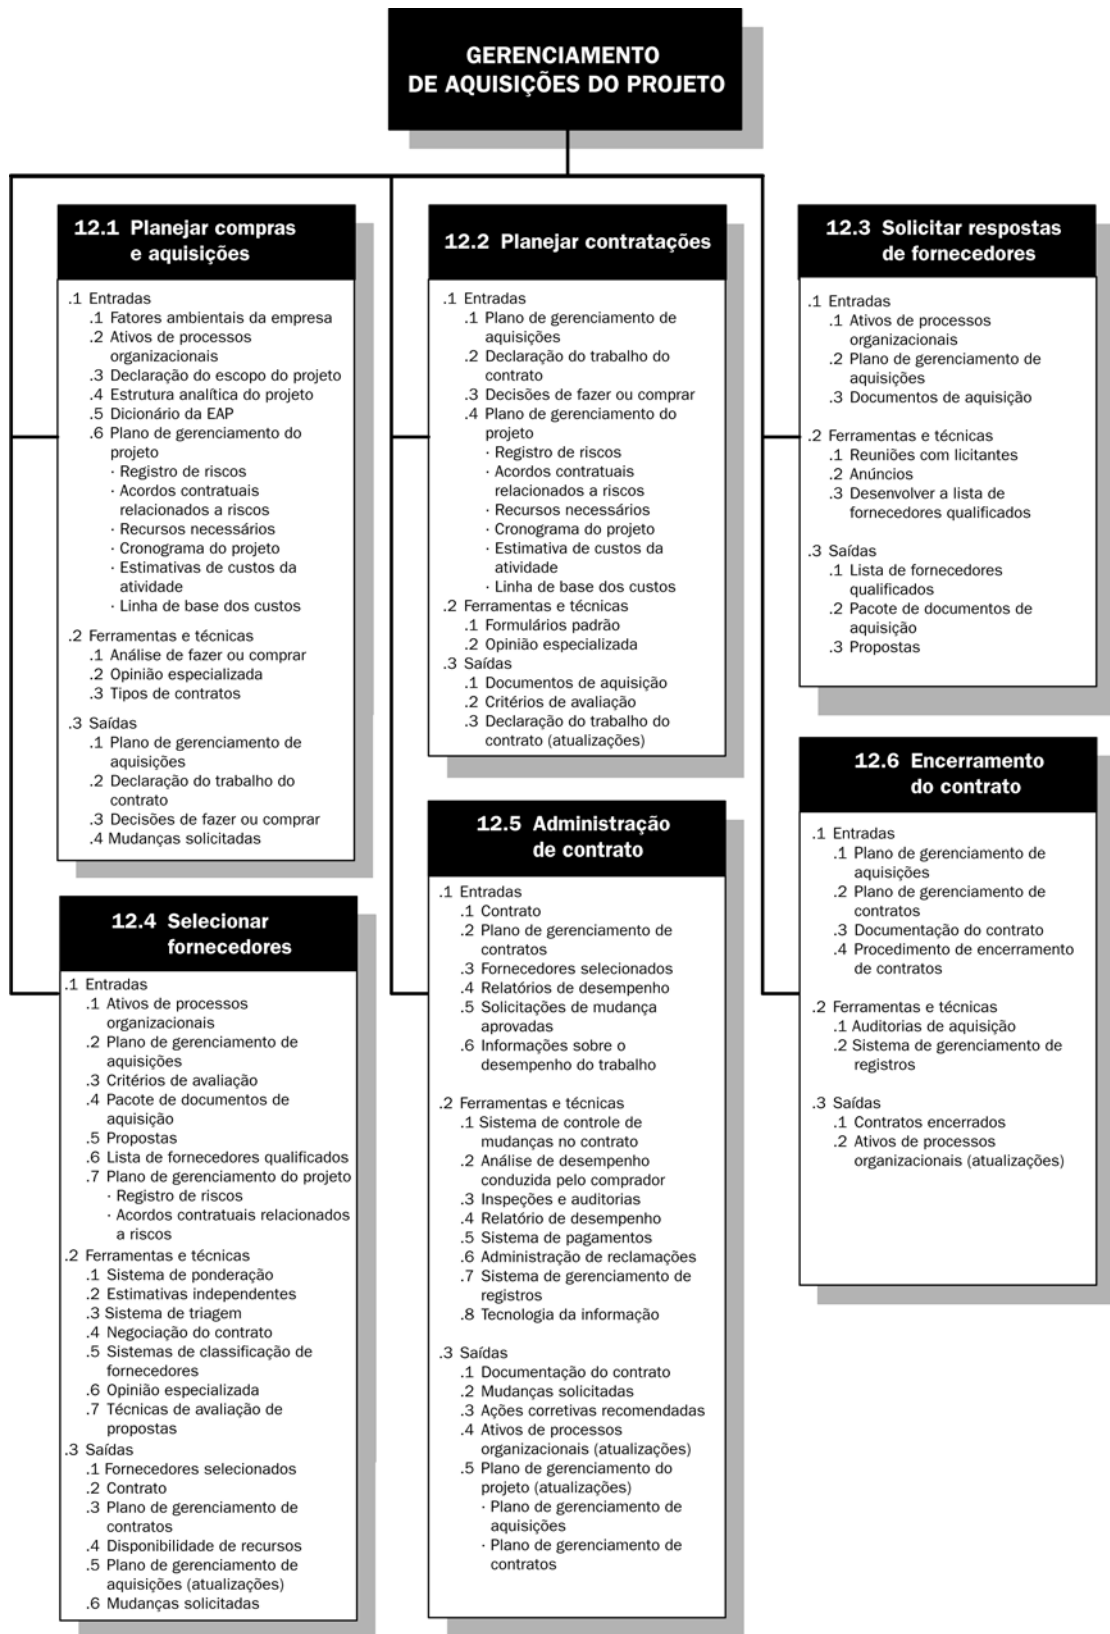 GERENCIAMENTO
DE AQUISIÇÕES DO PROJETO
12.1 Planejar compras
e aquisições
.1 Entradas
.1 Fatores ambientais da empresa
.2 Ativos de processos
organizacionais
.3 Declaração do escopo do projeto
.4 Estrutura analítica do projeto
.5 Dicionário da EAP
.6 Plano de gerenciamento do
projeto
· Registro de riscos
· Acordos contratuais
relacionados a riscos
· Recursos necessários
· Cronograma do projeto
· Estimativas de custos da
atividade
· Linha de base dos custos
.2 Ferramentas e técnicas
.1 Análise de fazer ou comprar
.2 Opinião especializada
.3 Tipos de contratos
.3 Saídas
.1 Plano de gerenciamento de
aquisições
.2 Declaração do trabalho do
contrato
.3 Decisões de fazer ou comprar
.4 Mudanças solicitadas
12.2 Planejar contratações
.1 Entradas
.1 Plano de gerenciamento de
aquisições
.2 Declaração do trabalho do
contrato
.3 Decisões de fazer ou comprar
.4 Plano de gerenciamento do
projeto
· Registro de riscos
· Acordos contratuais
relacionados a riscos
· Recursos necessários
· Cronograma do projeto
· Estimativa de custos da
atividade
· Linha de base dos custos
.2 Ferramentas e técnicas
.1 Formulários padrão
.2 Opinião especializada
.3 Saídas
.1 Documentos de aquisição
.2 Critérios de avaliação
.3 Declaração do trabalho do
contrato (atualizações)
12.3 Solicitar respostas
de fornecedores
.1 Entradas
.1 Ativos de processos
organizacionais
.2 Plano de gerenciamento de
aquisições
.3 Documentos de aquisição
.2 Ferramentas e técnicas
.1 Reuniões com licitantes
.2 Anúncios
.3 Desenvolver a lista de
fornecedores qualificados
.3 Saídas
.1 Lista de fornecedores
qualificados
.2 Pacote de documentos de
aquisição
.3 Propostas
12.4 Selecionar
fornecedores
.1 Entradas
.1 Ativos de processos
organizacionais
.2 Plano de gerenciamento de
aquisições
.3 Critérios de avaliação
.4 Pacote de documentos de
aquisição
.5 Propostas
.6 Lista de fornecedores qualificados
.7 Plano de gerenciamento do projeto
· Registro de riscos
· Acordos contratuais relacionados
a riscos
.2 Ferramentas e técnicas
.1 Sistema de ponderação
.2 Estimativas independentes
.3 Sistema de triagem
.4 Negociação do contrato
.5 Sistemas de classificação de
fornecedores
.6 Opinião especializada
.7 Técnicas de avaliação de
propostas
.3 Saídas
.1 Fornecedores selecionados
.2 Contrato
.3 Plano de gerenciamento de
contratos
.4 Disponibilidade de recursos
.5 Plano de gerenciamento de
aquisições (atualizações)
.6 Mudanças solicitadas
12.5 Administração
de contrato
.1 Entradas
.1 Contrato
.2 Plano de gerenciamento de
contratos
.3 Fornecedores selecionados
.4 Relatórios de desempenho
.5 Solicitações de mudança
aprovadas
.6 Informações sobre o
desempenho do trabalho
.2 Ferramentas e técnicas
.1 Sistema de controle de
mudanças no contrato
.2 Análise de desempenho
conduzida pelo comprador
.3 Inspeções e auditorias
.4 Relatório de desempenho
.5 Sistema de pagamentos
.6 Administração de reclamações
.7 Sistema de gerenciamento de
registros
.8 Tecnologia da informação
.3 Saídas
.1 Documentação do contrato
.2 Mudanças solicitadas
.3 Ações corretivas recomendadas
.4 Ativos de processos
organizacionais (atualizações)
.5 Plano de gerenciamento do
projeto (atualizações)
· Plano de gerenciamento de
aquisições
· Plano de gerenciamento de
contratos
12.6 Encerramento
do contrato
.1 Entradas
.1 Plano de gerenciamento de
aquisições
.2 Plano de gerenciamento de
contratos
.3 Documentação do contrato
.4 Procedimento de encerramento
de contratos
.2 Ferramentas e técnicas
.1 Auditorias de aquisição
.2 Sistema de gerenciamento de
registros
.3 Saídas
.1 Contratos encerrados
.2 Ativos de processos
organizacionais (atualizações)